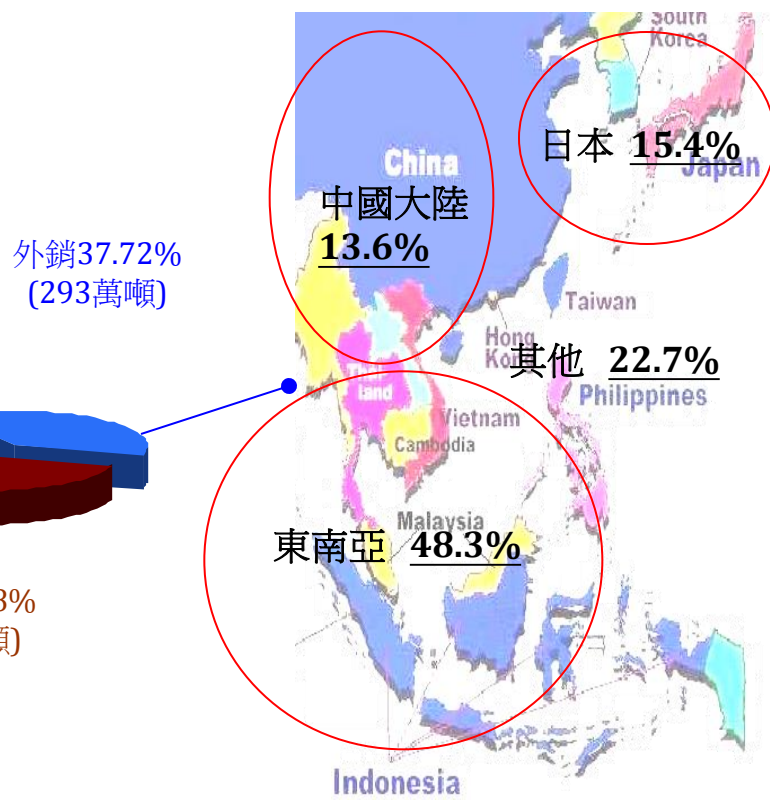 South
Korea
日本 15.4%
Japan
China
中國大陸
13.6%
外銷37.72%
(293萬噸)
Taiwan
Hong
Kong
其他 22.7%
Philippines
Thai-
land
Vietnam
Cambodia
Malaysia
東南亞 48.3%
Indonesia